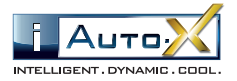 i AUTO·X
INTELLIGENT. DYNAMIC. COOL.